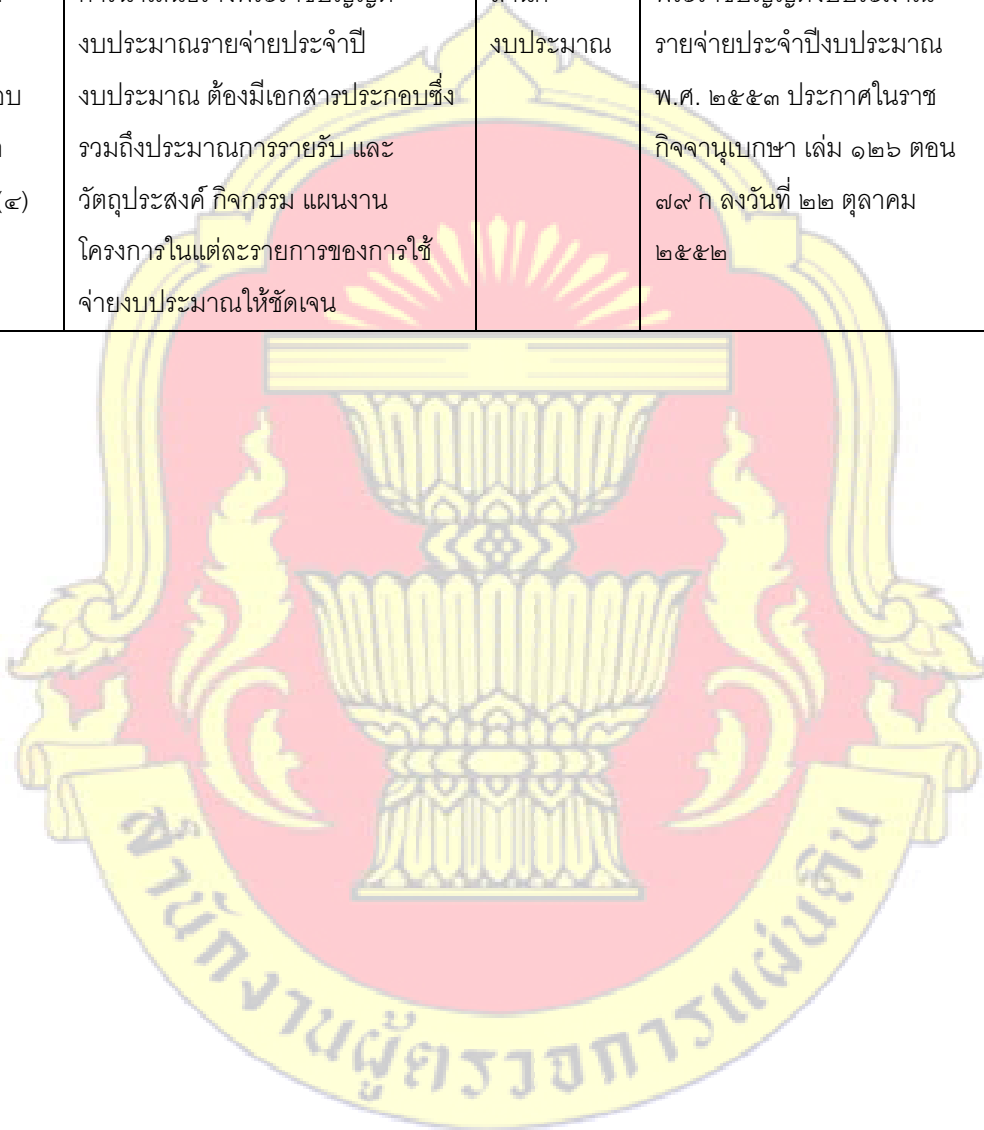 งบประมาณรายจ่ายประจำปี งบประมาณ รายจ่ายประจำปีงบประมาณ
งบประมาณ ต้องมีเอกสารประกอบซึ่ง พ.ศ. ๒๕๕๓ ประกาศในราช
รวมถึงประมาณการรายรับ และ กิจจานุเบกษา เล่ม ๑๒๖ ตอน
(๔) วัตถุประสงค์ กิจกรรม แผนงาน ๗๙ ก ลงวันที่ ๒๒ ตุลาคม
โครงการในแต่ละรายการของการใช้ ๒๕๕๒
จ่ายงบประมาณให้ชัดเจน
สำนักงานผู้ตรวจการแผ่นดิน